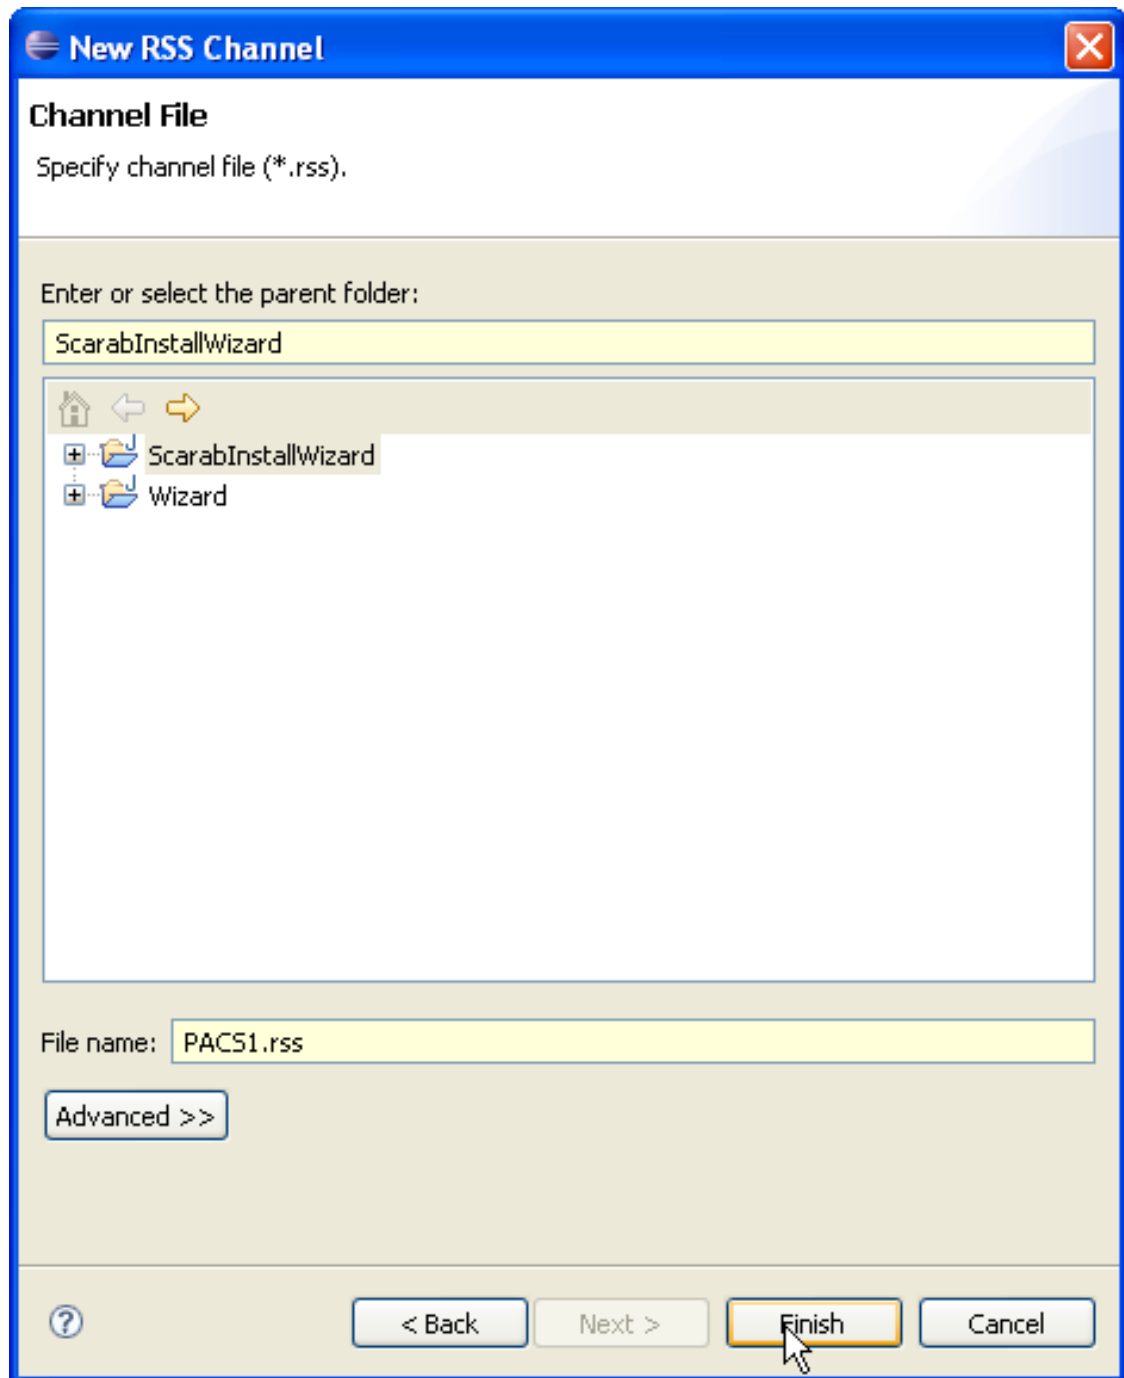 New RSS Channel
Channel File
Specify channel file (*.rss).
Enter or select the parent folder:
ScarabInstallWizard
ScarabInstallWizard
Wizard
File name: PACS1.rss
Advanced >>
? < Back Next > Finish Cancel